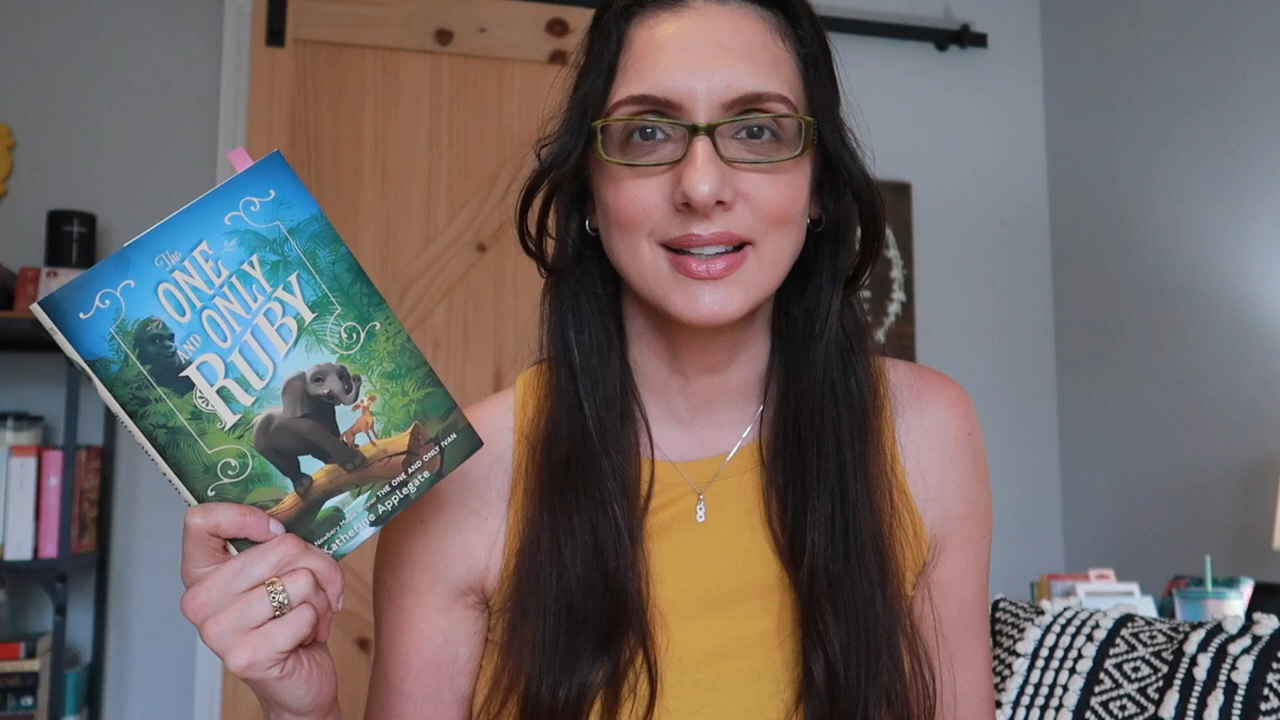 The
ONE
AND ONLY
RUBY
THE ONE AND ONLY IVAN
Katherine Applegate